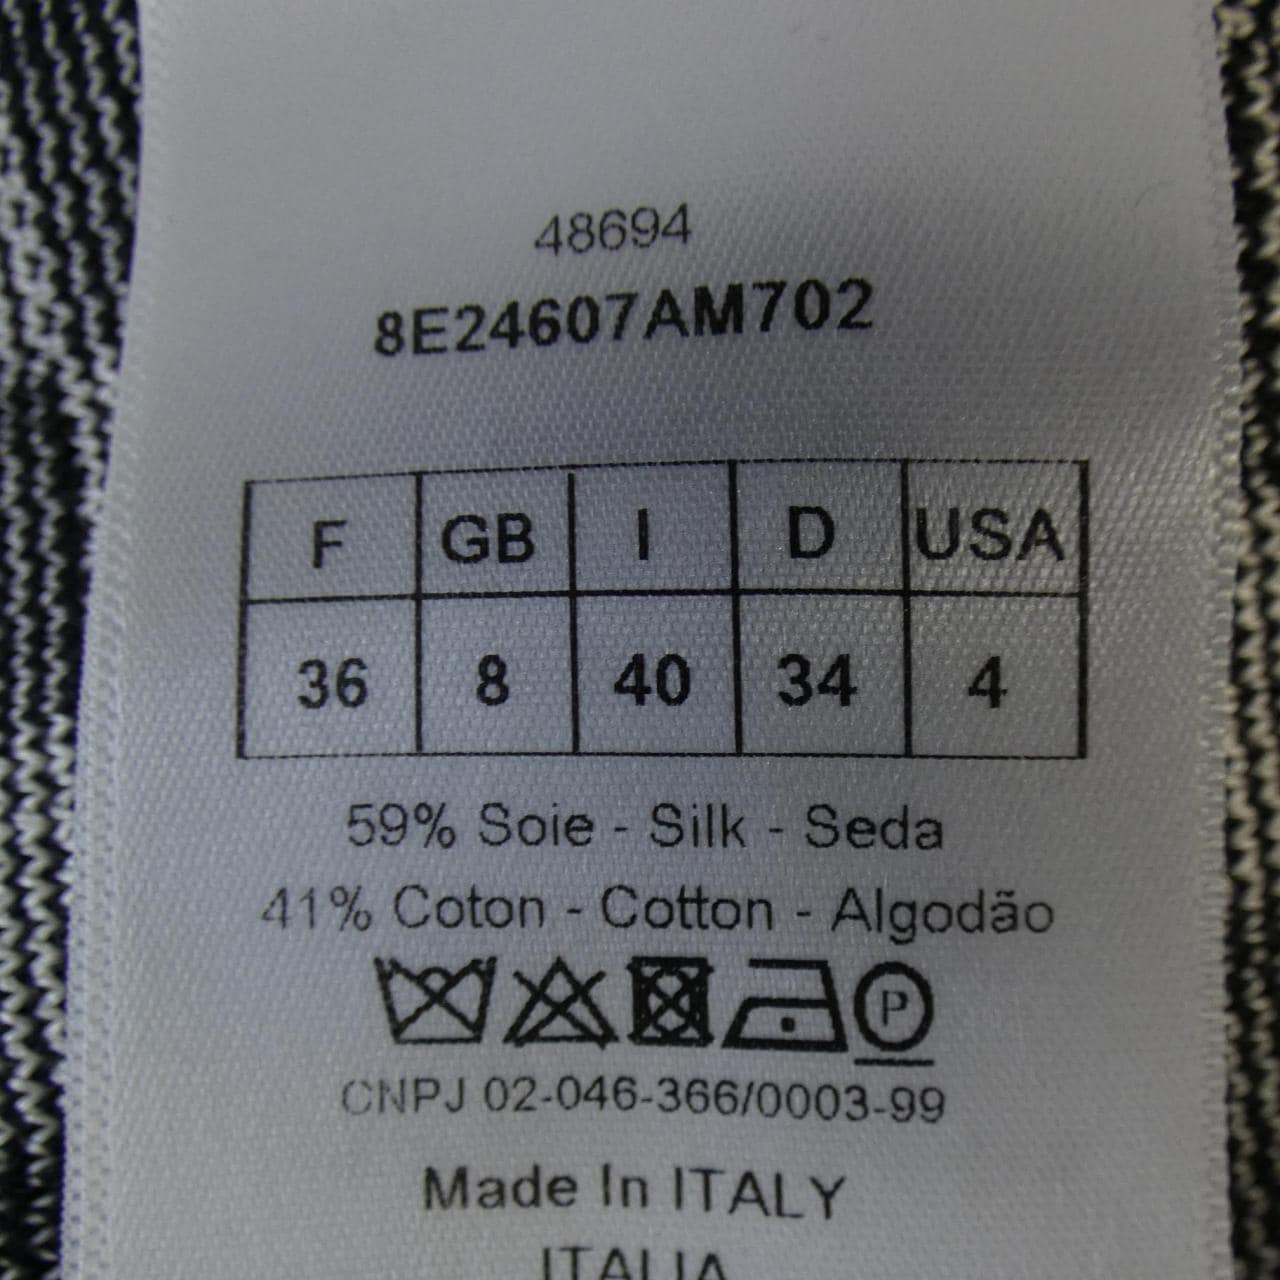 48694
8E24607AM702
F GB I D USA
36 8 40 34 4
59% Soie - Silk - Seda
41% Coton - Cotton - Algodão
P
CNPJ 02-046-366/0003-99
Made In ITALY
ITALIA